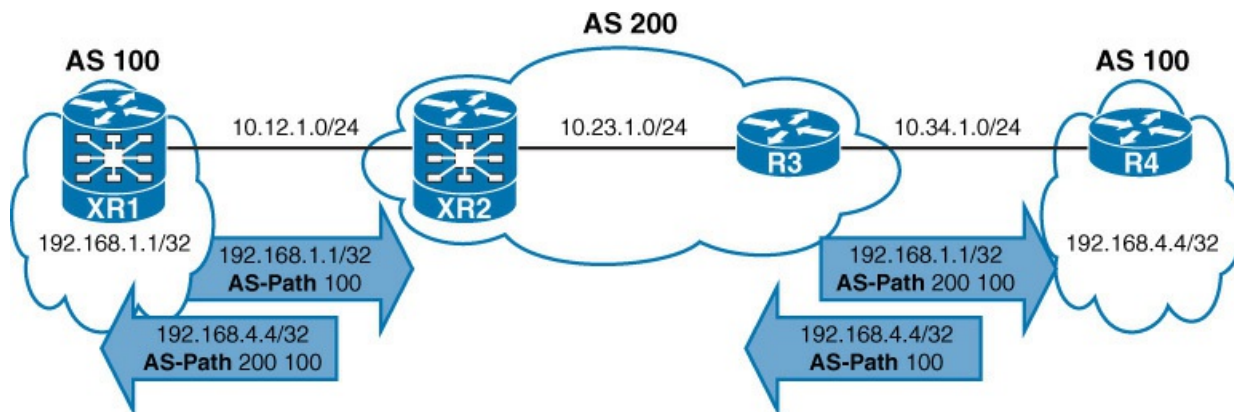 AS 200
AS 100
AS 100
10.12.1.0/24
10.23.1.0/24
10.34.1.0/24
XR1
XR2
R3
R4
192.168.1.1/32
192.168.4.4/32
192.168.1.1/32
AS-Path 100
192.168.1.1/32
AS-Path 200 100
192.168.4.4/32
AS-Path 200 100
192.168.4.4/32
AS-Path 100